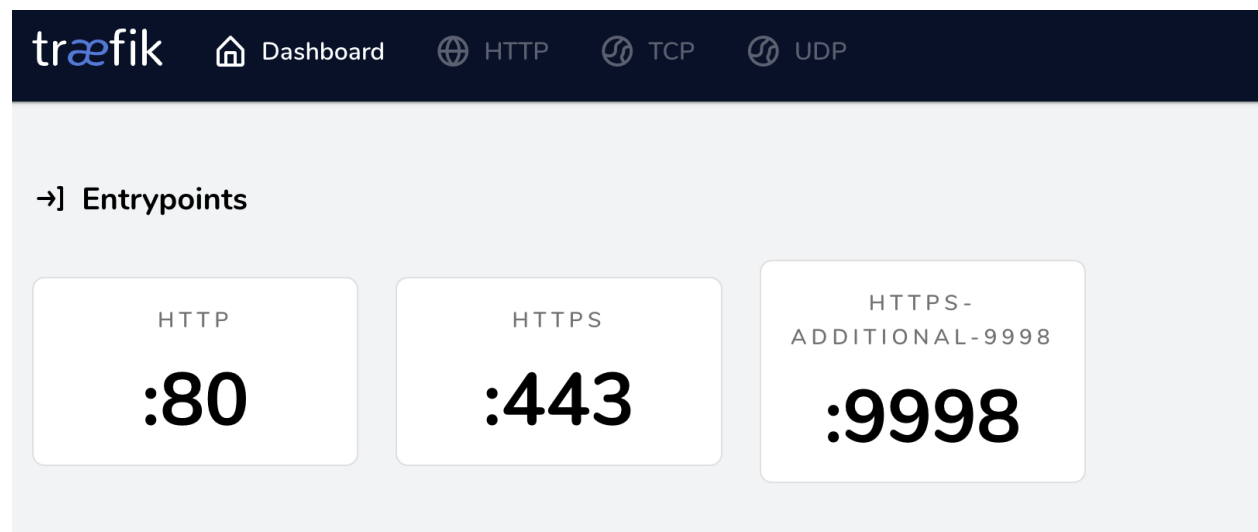 træfik Dashboard HTTP TCP UDP
Entrypoints
HTTP
:80
HTTPS
:443
HTTPS-
ADDITIONAL-9998
:9998